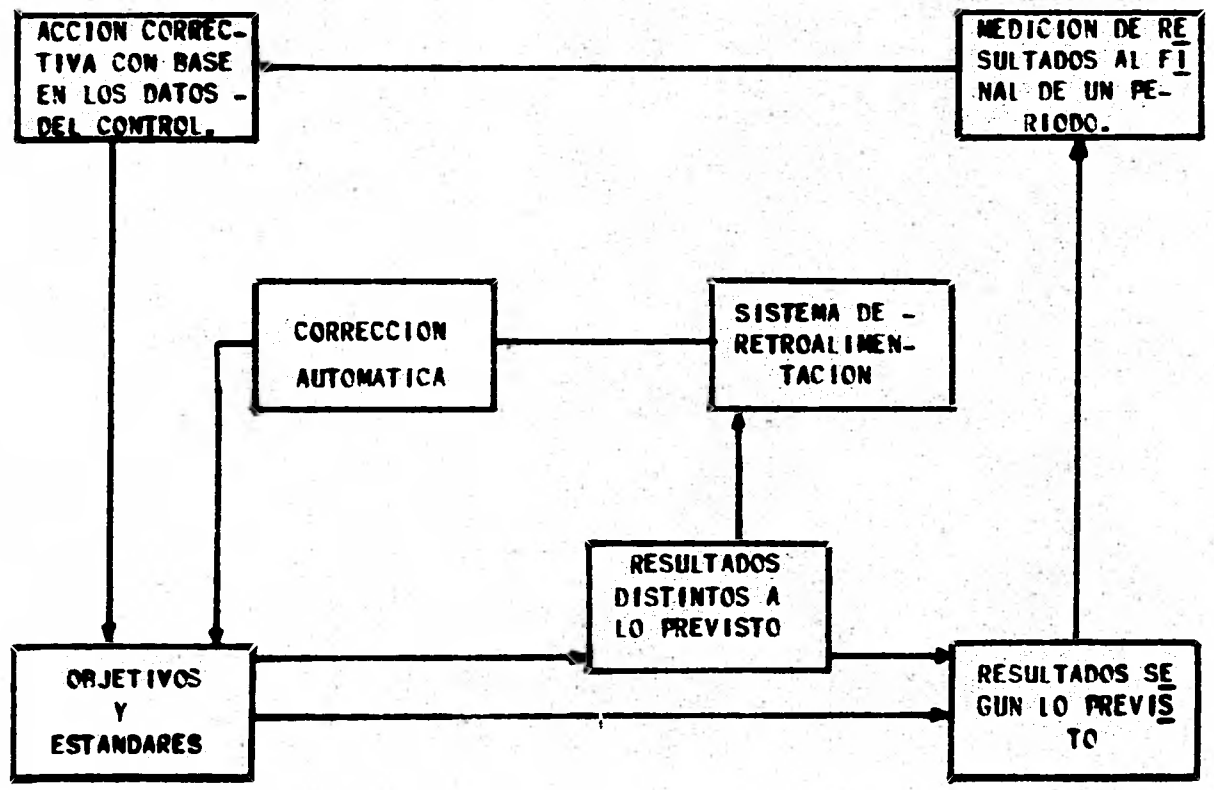 ACCION CORREC-
TIVA CON BASE
EN LOS DATOS -
DEL CONTROL.
MEDICION DE RE
SULTADOS AL FI
NAL DE UN PE-
RIODO.
CORRECCION
AUTOMATICA
SISTEMA DE -
RETROALIMEN-
TACION
RESULTADOS
DISTINTOS A
LO PREVISTO
OBJETIVOS
Y
ESTANDARES
RESULTADOS SE
GUN LO PREVIS
TO